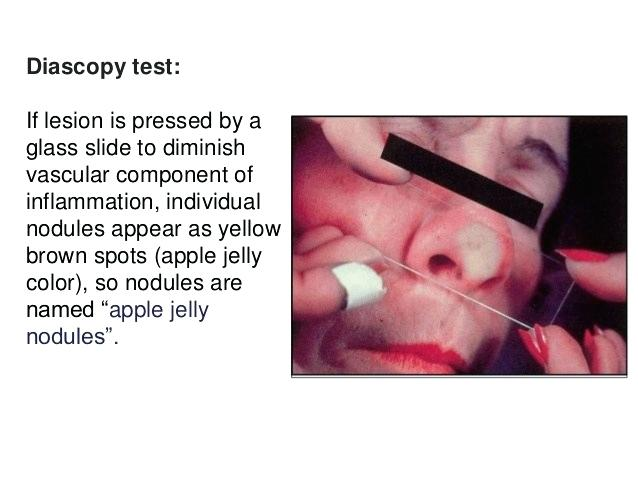 Diascopy test:
If lesion is pressed by a
glass slide to diminish
vascular component of
inflammation, individual
nodules appear as yellow
brown spots (apple jelly
color), so nodules are
named “apple jelly
nodules”.